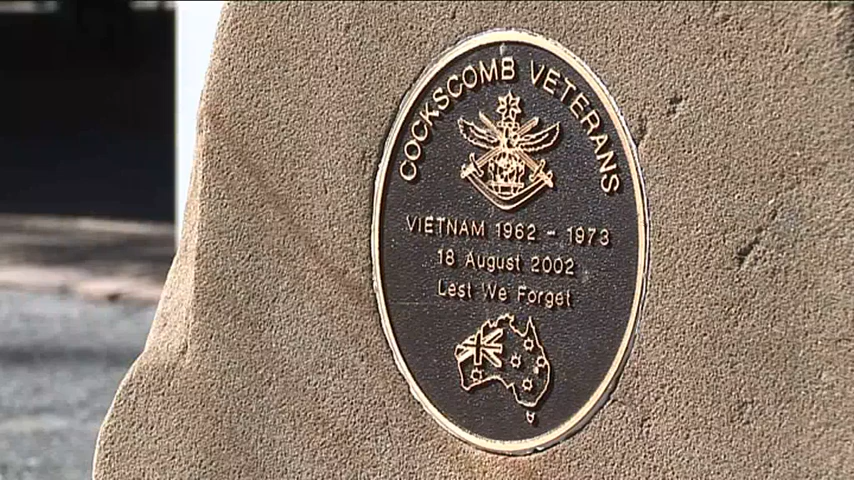 COCKSCOMB VETERANS
VIETNAM 1962 - 1973
18 August 2002
Lest We Forget